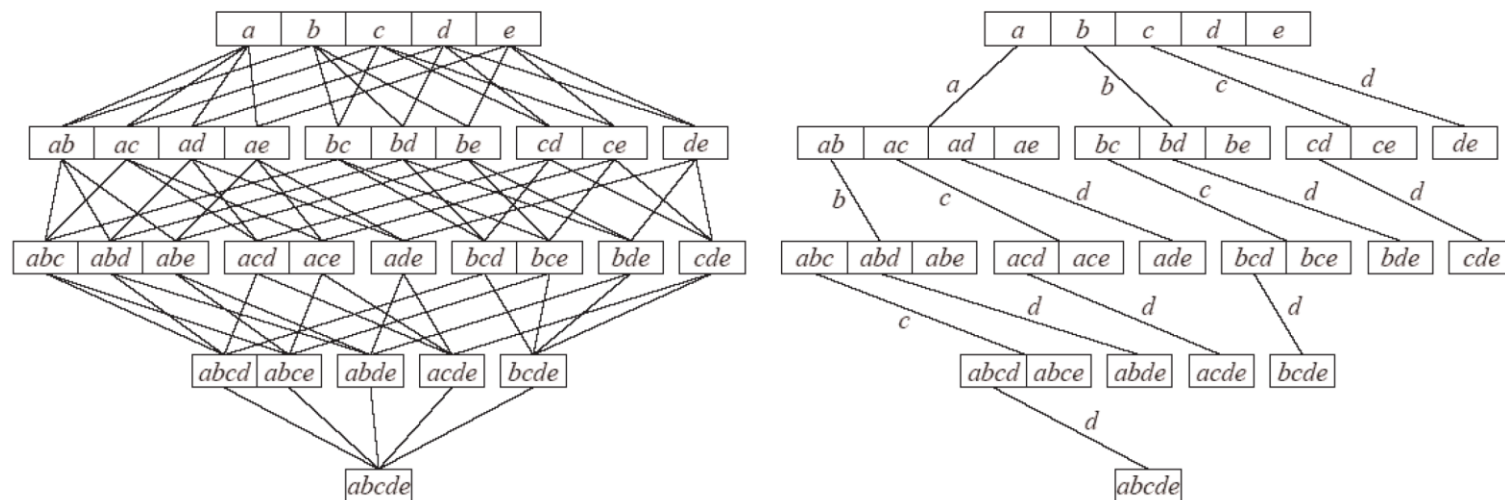 a b c d e
ab ac ad ae bc bd be cd ce de
abc abd abe acd ace ade bcd bce bde cde
abcd abce abde acde bcde
abcde
a b c d e
a b c d
ab ac ad ae bc bd be cd ce de
b c d c d d
abc abd abe acd ace ade bcd bce bde cde
c d d d
abcd abce abde acde bcde
d
abcde